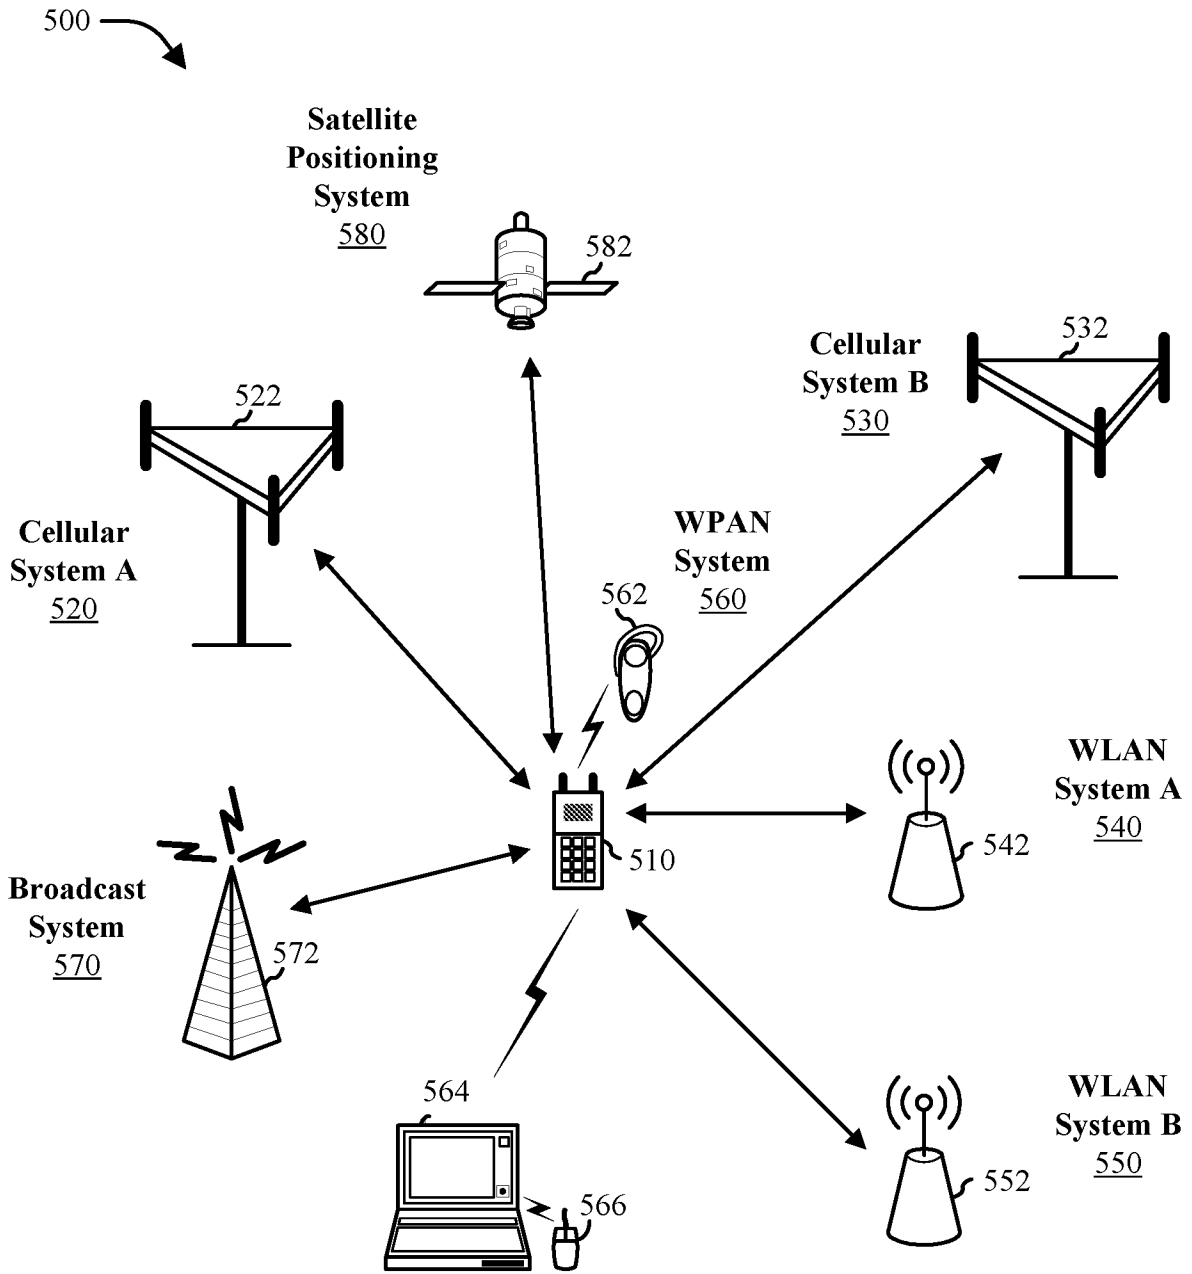 500
Satellite
Positioning
System
580
582
Cellular
System B
530
532
522
Cellular
System A
520
WPAN
System
560
562
WLAN
System A
540
542
510
Broadcast
System
570
572
564
566
WLAN
System B
550
552